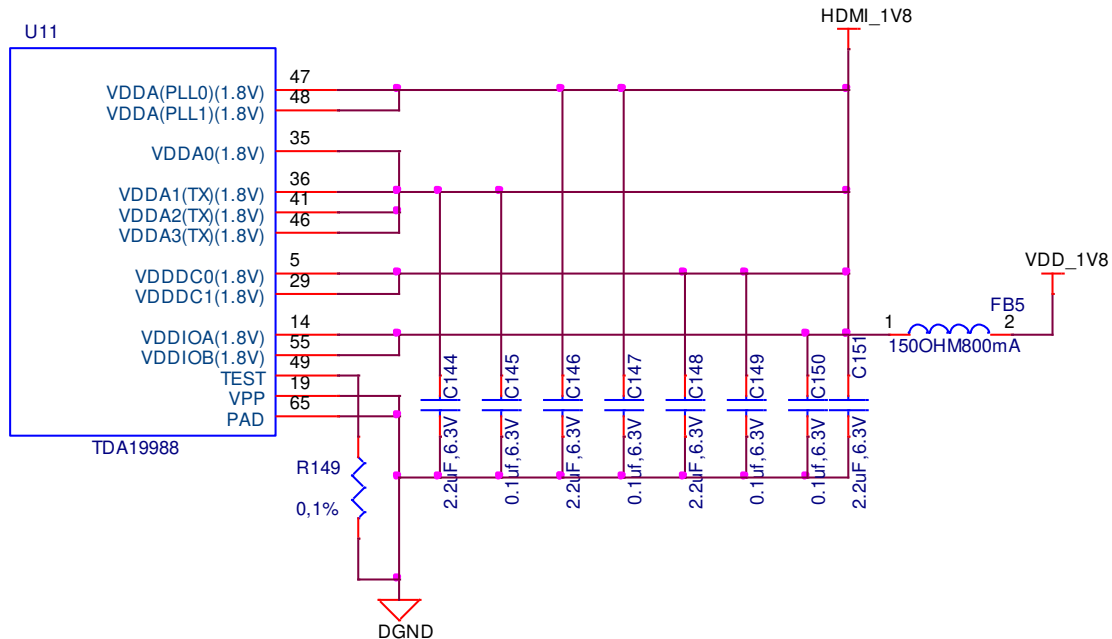 HDMI_1V8
U11
VDDA(PLL0)(1.8V) 47
VDDA(PLL1)(1.8V) 48
VDDA0(1.8V) 35
VDDA1(TX)(1.8V) 36
VDDA2(TX)(1.8V) 41
VDDA3(TX)(1.8V) 46
VDDDC0(1.8V) 5
VDDDC1(1.8V) 29
VDDIOA(1.8V) 14
VDDIOB(1.8V) 55
TEST 49
VPP 19
PAD 65
TDA19988
VDD_1V8
FB5
1 2
150OHM800mA
C144
2.2uF,6.3V
C145
0.1uf,6.3V
C146
2.2uF,6.3V
C147
0.1uf,6.3V
C148
2.2uF,6.3V
C149
0.1uf,6.3V
C150
0.1uf,6.3V
C151
2.2uF,6.3V
R149
0,1%
DGND